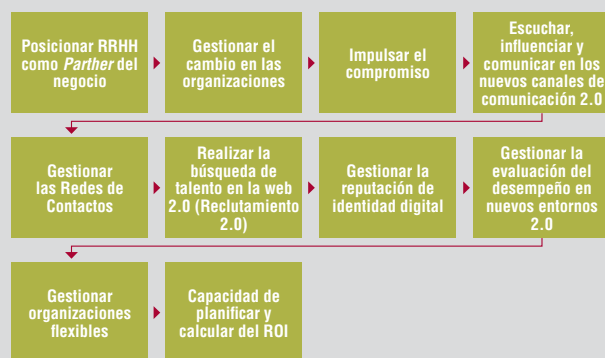 Posicionar RRHH
como Parther del
negocio
Gestionar el
cambio en las
organizaciones
Impulsar el
compromiso
Escuchar,
influenciar y
comunicar en los
nuevos canales de
comunicación 2.0
Gestionar
las Redes de
Contactos
Realizar la
búsqueda de
talento en la web
2.0 (Reclutamiento
2.0)
Gestionar la
reputación de
identidad digital
Gestionar la
evaluación del
desempeño en
nuevos entornos
2.0
Gestionar
organizaciones
flexibles
Capacidad de
planificar y
calcular del ROI